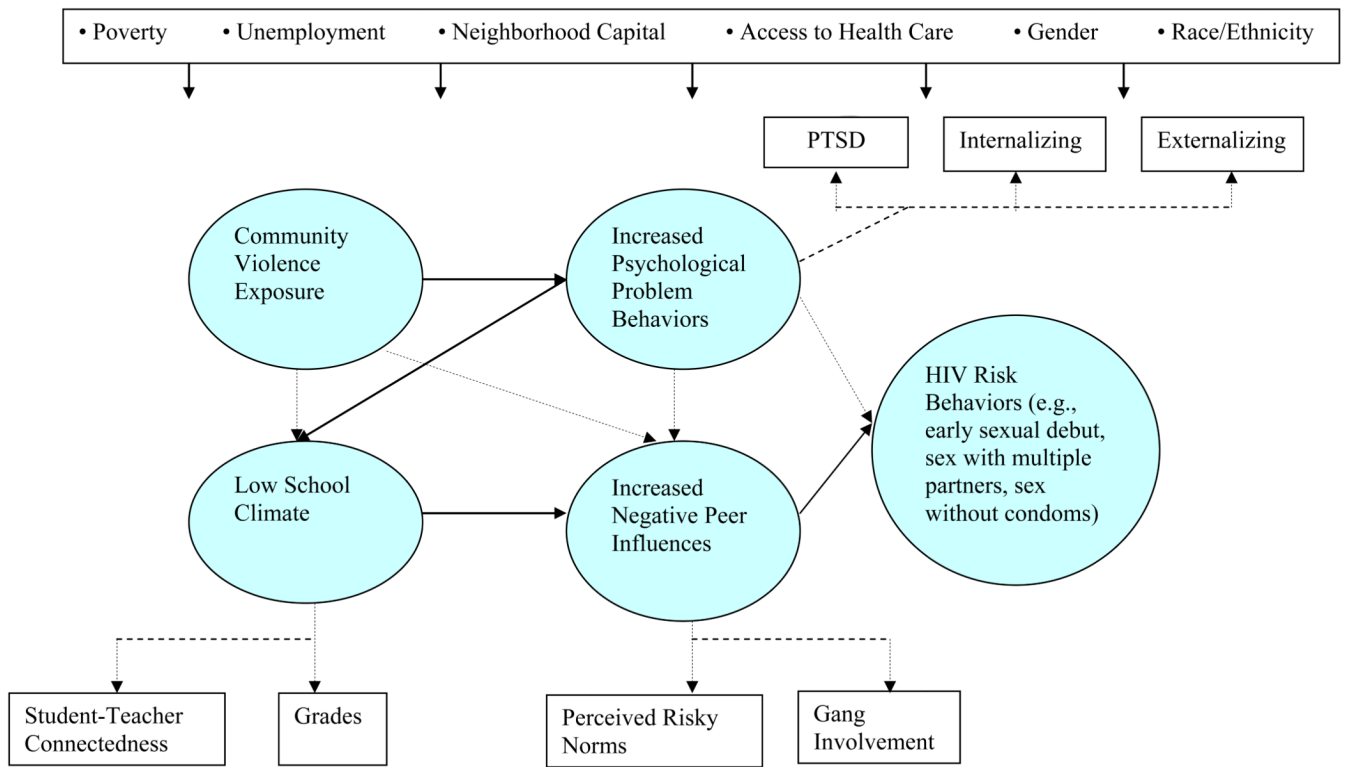 • Poverty • Unemployment • Neighborhood Capital • Access to Health Care • Gender • Race/Ethnicity
PTSD
Internalizing
Externalizing
Community
Violence
Exposure
Increased
Psychological
Problem
Behaviors
HIV Risk
Behaviors (e.g.,
early sexual debut,
sex with multiple
partners, sex
without condoms)
Low School
Climate
Increased
Negative Peer
Influences
Student-Teacher
Connectedness
Grades
Perceived Risky
Norms
Gang
Involvement